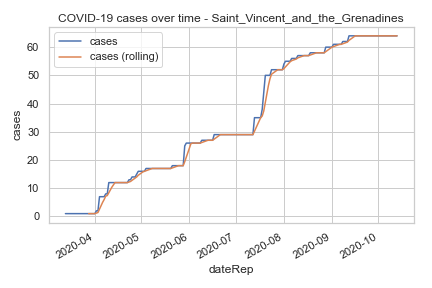 COVID-19 cases over time - Saint_Vincent_and_the_Grenadines
cases
cases (rolling)
cases
60
50
40
30
20
10
0
2020-04
2020-05
2020-06
2020-07
2020-08
2020-09
2020-10
dateRep